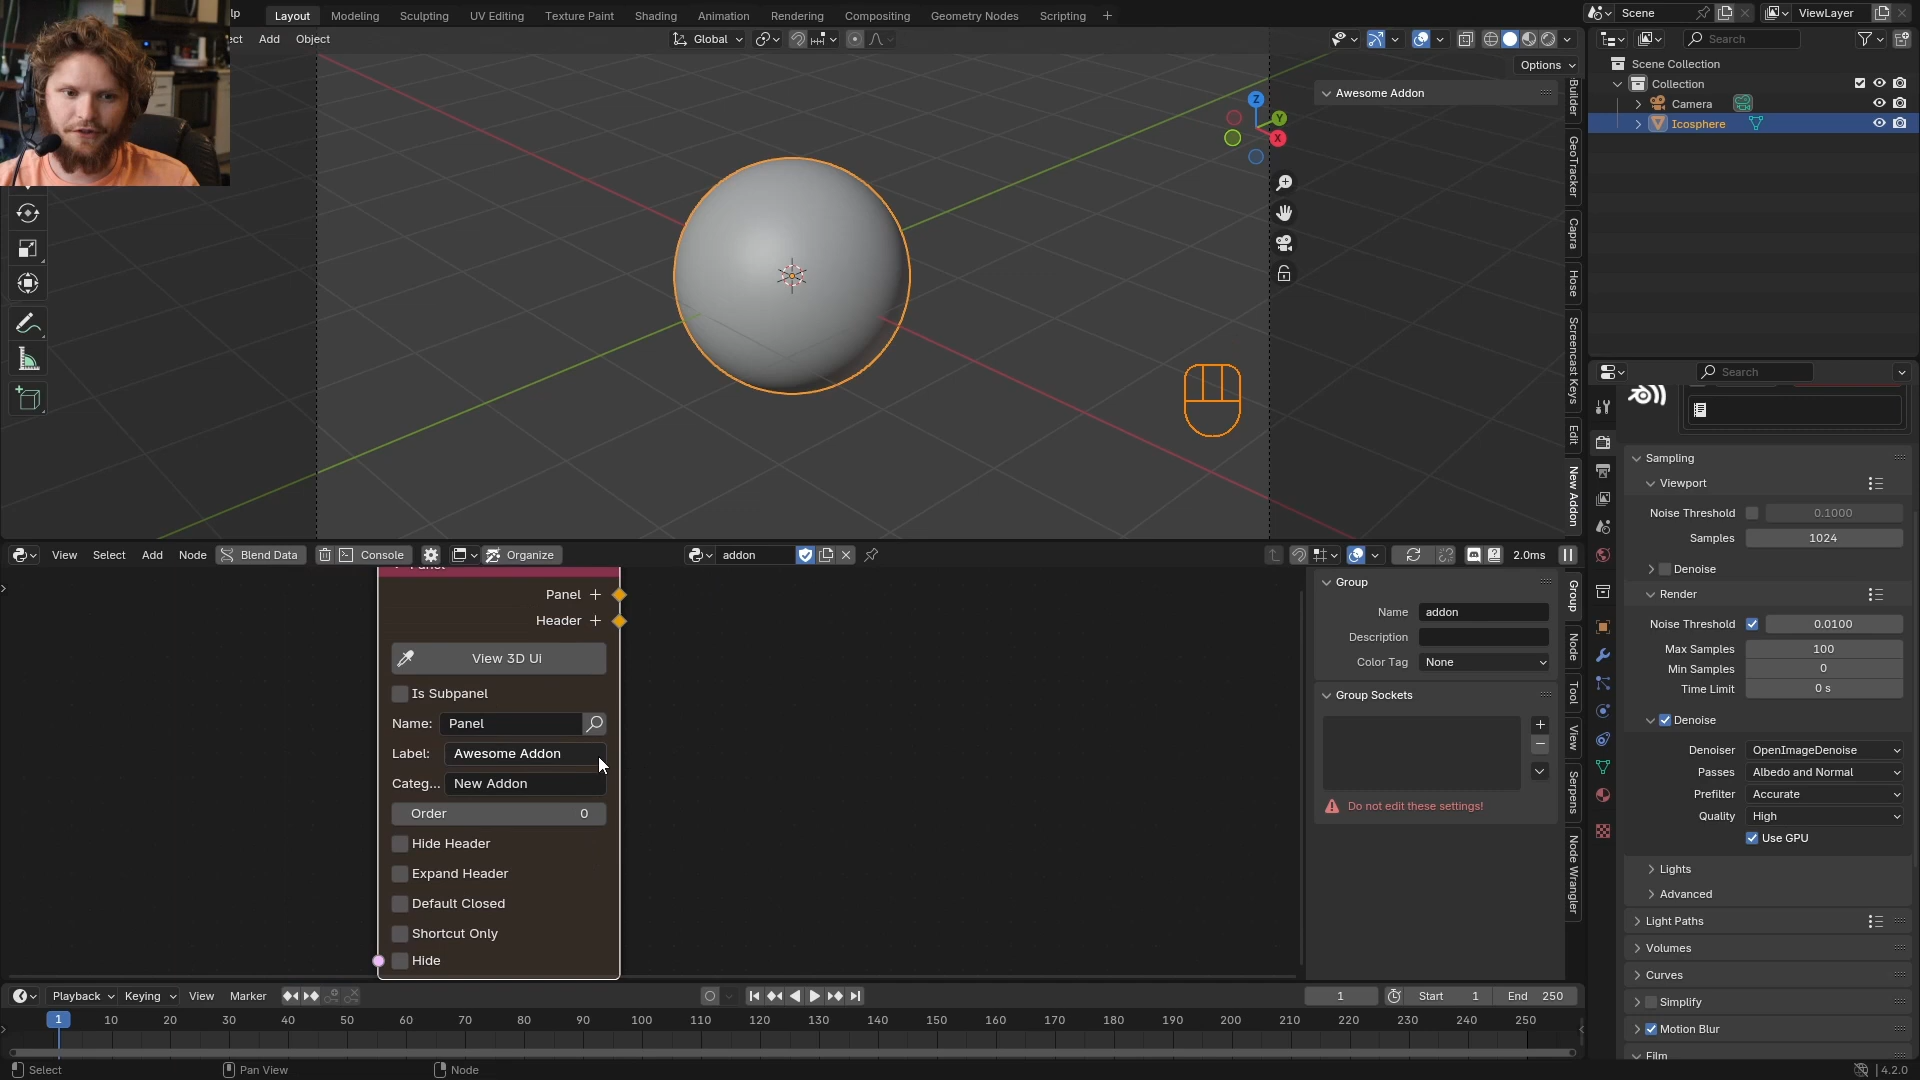 lp
Layout
Modeling
Sculpting
UV Editing
Texture Paint
Shading
Animation
Rendering
Compositing
Geometry Nodes
Scripting
Scene
ViewLayer
ect
Add
Object
Global
Search
Options
Scene Collection
Collection
Camera
Icosphere
Awesome Addon
Z
Y
X
Builder
GeoTracker
Capra
Hose
Screencast Keys
Edit
New Addon
Search
Sampling
Viewport
Noise Threshold 0.1000
Samples 1024
Denoise
Render
Noise Threshold 0.0100
Max Samples 100
Min Samples 0
Time Limit 0 s
Denoise
Denoiser OpenImageDenoise
Passes Albedo and Normal
Prefilter Accurate
Quality High
Use GPU
Lights
Advanced
Light Paths
Volumes
Curves
Simplify
Motion Blur
Film
View
Select
Add
Node
Blend Data
Console
Organize
addon
2.0ms
Panel
Header
View 3D Ui
Is Subpanel
Name: Panel
Label: Awesome Addon
Categ... New Addon
Order 0
Hide Header
Expand Header
Default Closed
Shortcut Only
Hide
Group
Name addon
Description
Color Tag None
Group Sockets
Do not edit these settings!
Group
Node
Tool
View
Serpens
Node Wrangler
Playback
Keying
View
Marker
1
Start 1
End 250
1 10 20 30 40 50 60 70 80 90 100 110 120 130 140 150 160 170 180 190 200 210 220 230 240 250
Select
Pan View
Node
4.2.0